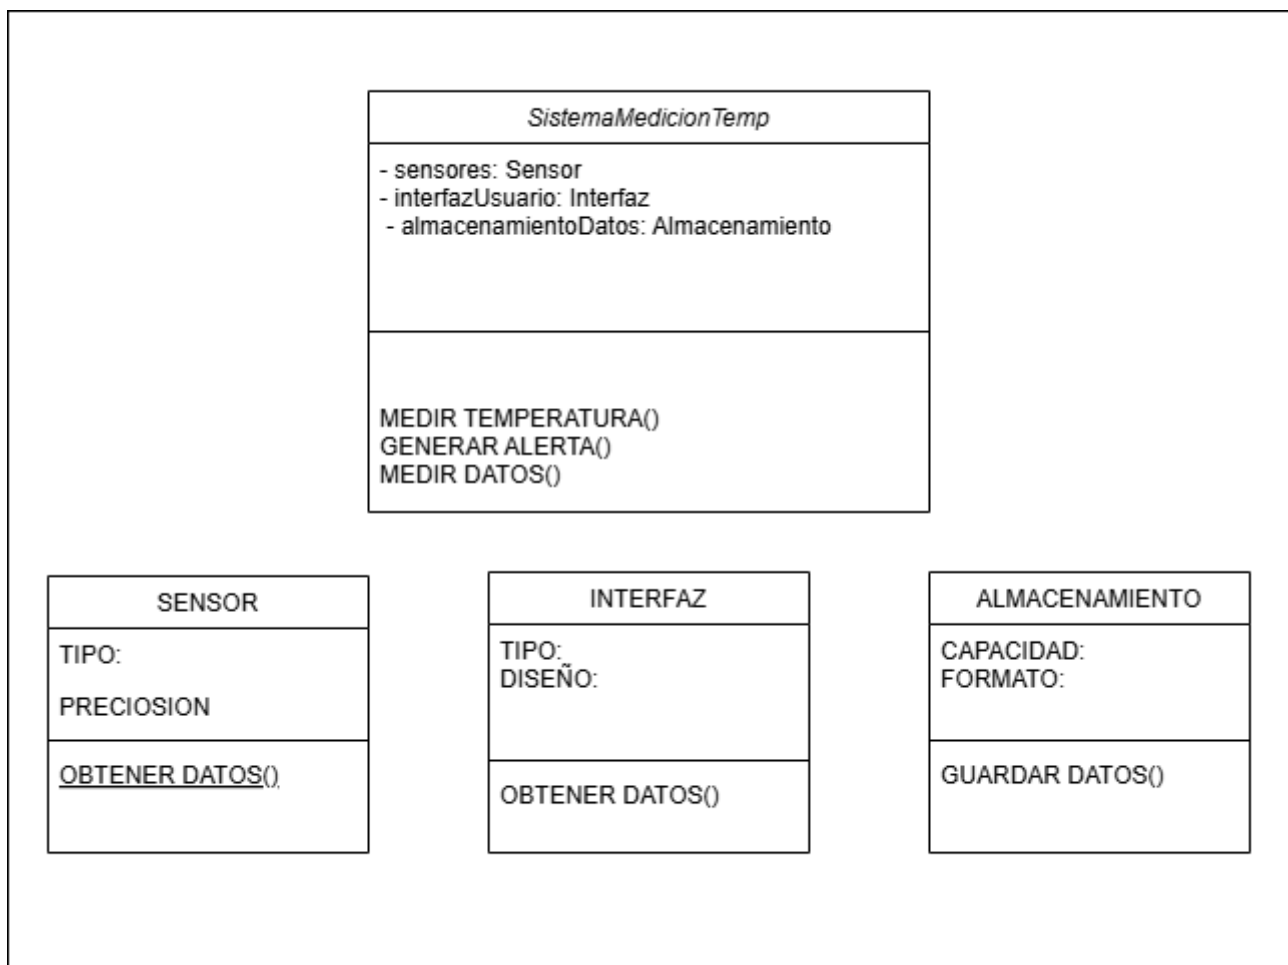 SistemaMedicionTemp
- sensores: Sensor
- interfazUsuario: Interfaz
- almacenamientoDatos: Almacenamiento
MEDIR TEMPERATURA()
GENERAR ALERTA()
MEDIR DATOS()
SENSOR
TIPO:
PRECIOSION
OBTENER DATOS()
INTERFAZ
TIPO:
DISEÑO:
OBTENER DATOS()
ALMACENAMIENTO
CAPACIDAD:
FORMATO:
GUARDAR DATOS()